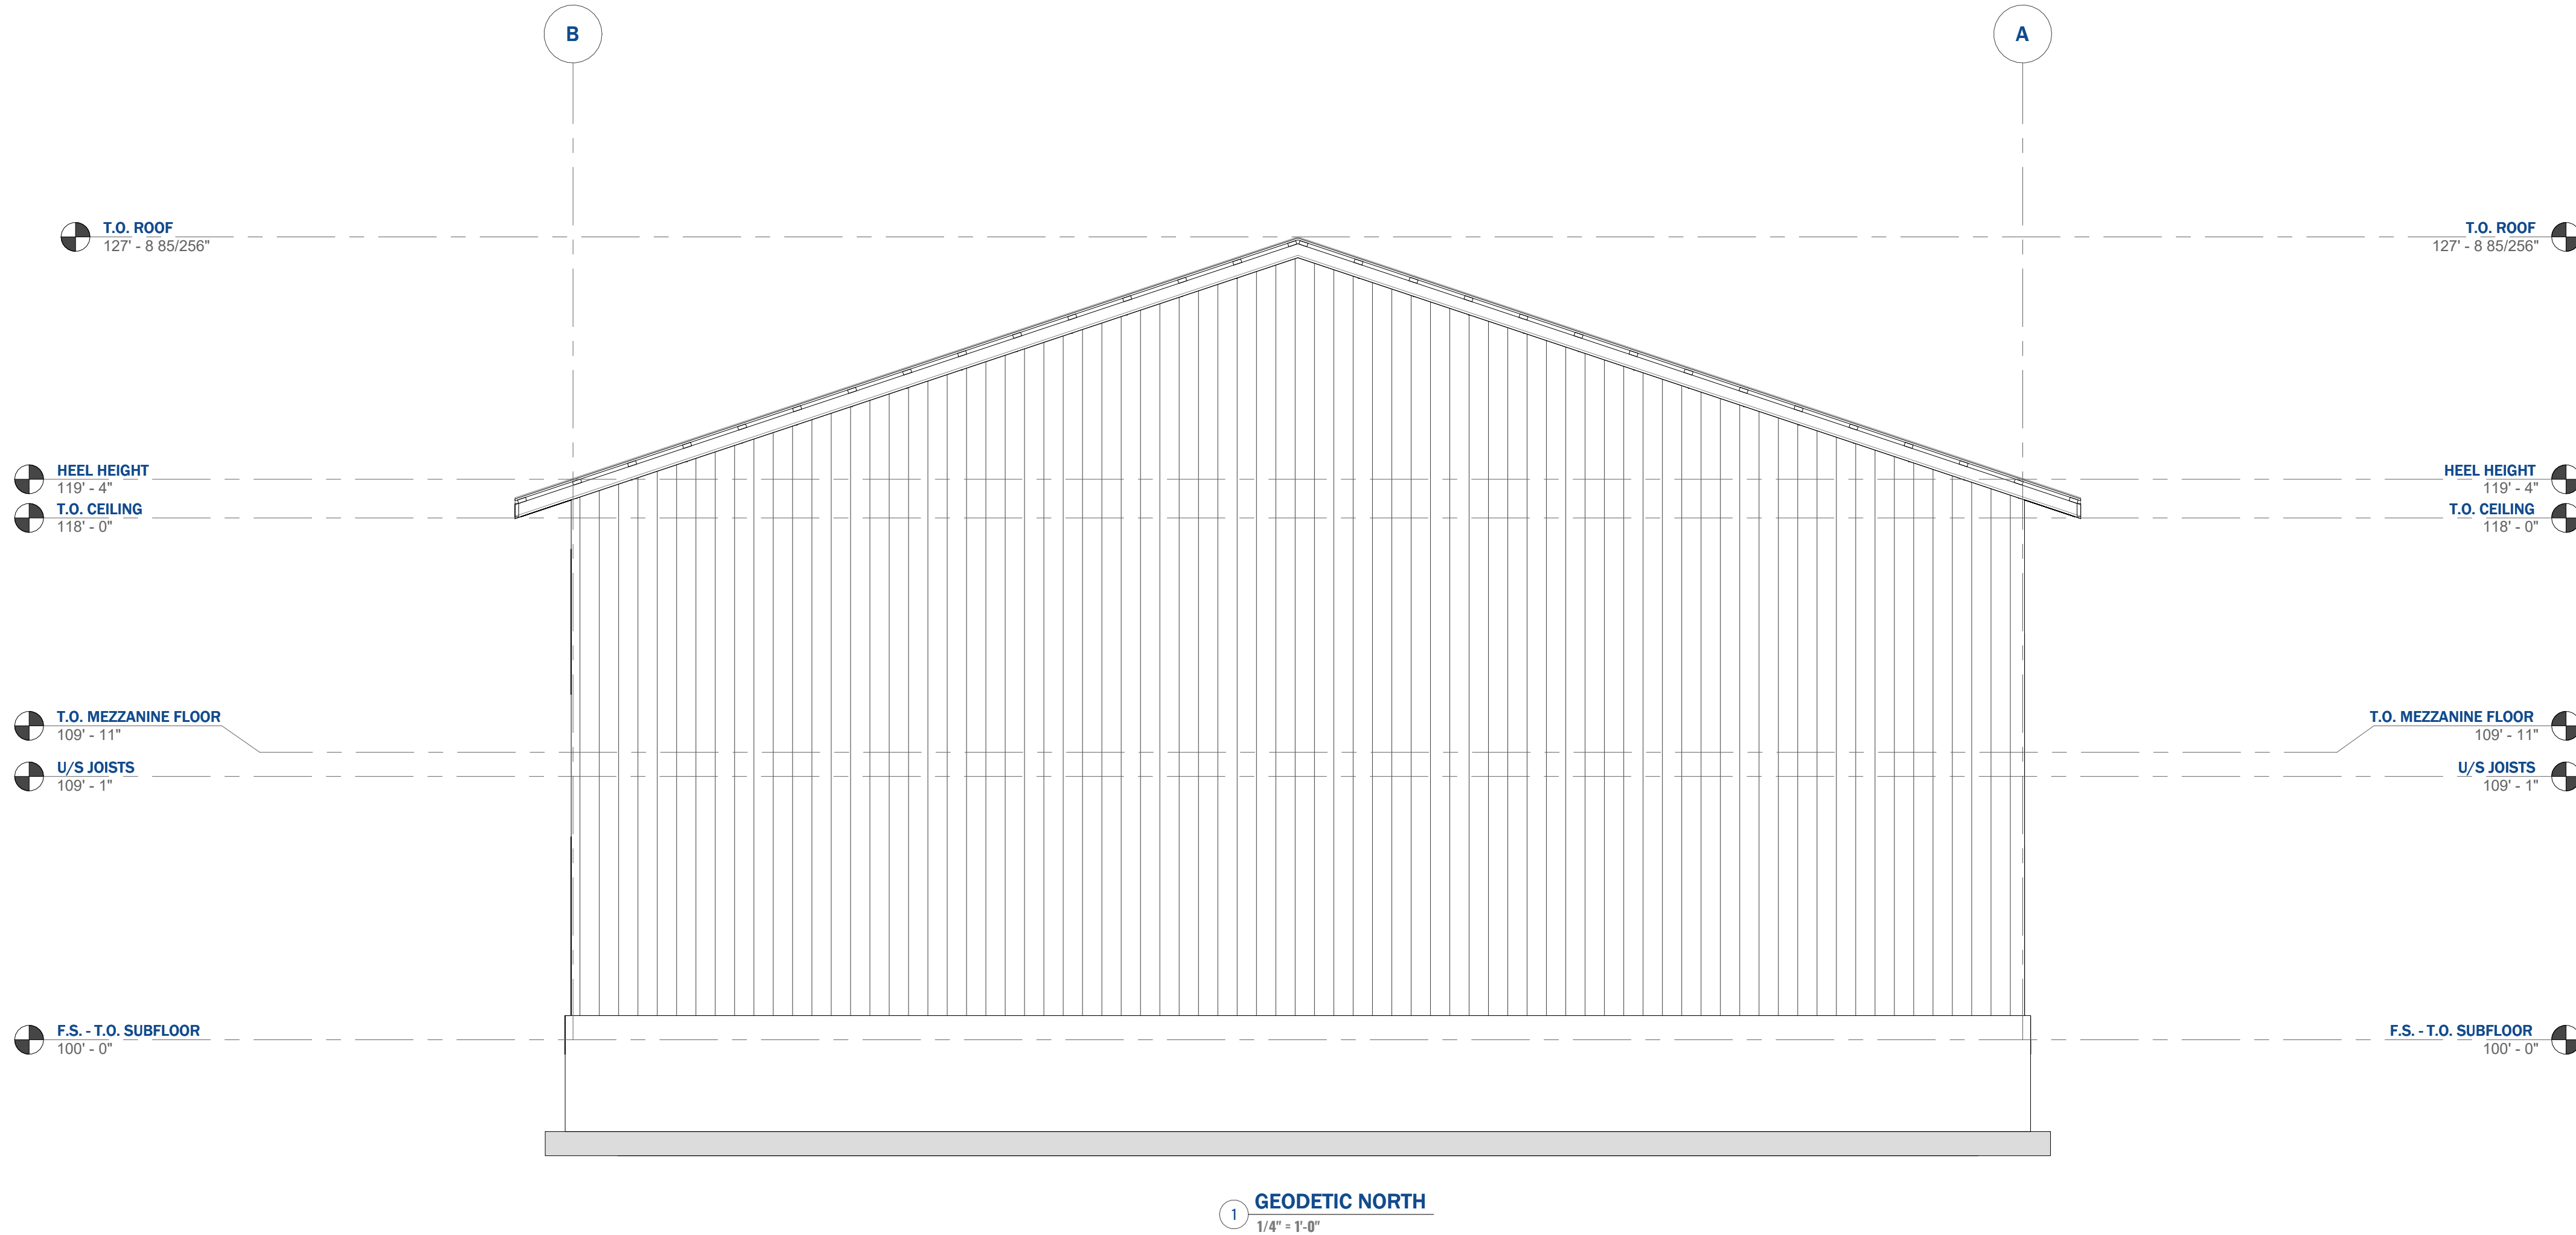 B
A
T.O. ROOF
127' - 8 85/256"
T.O. ROOF
127' - 8 85/256"
HEEL HEIGHT
119' - 4"
HEEL HEIGHT
119' - 4"
T.O. CEILING
118' - 0"
T.O. CEILING
118' - 0"
T.O. MEZZANINE FLOOR
109' - 11"
T.O. MEZZANINE FLOOR
109' - 11"
U/S JOISTS
109' - 1"
U/S JOISTS
109' - 1"
F.S. - T.O. SUBFLOOR
100' - 0"
F.S. - T.O. SUBFLOOR
100' - 0"
1
GEODETIC NORTH
1/4" = 1'-0"